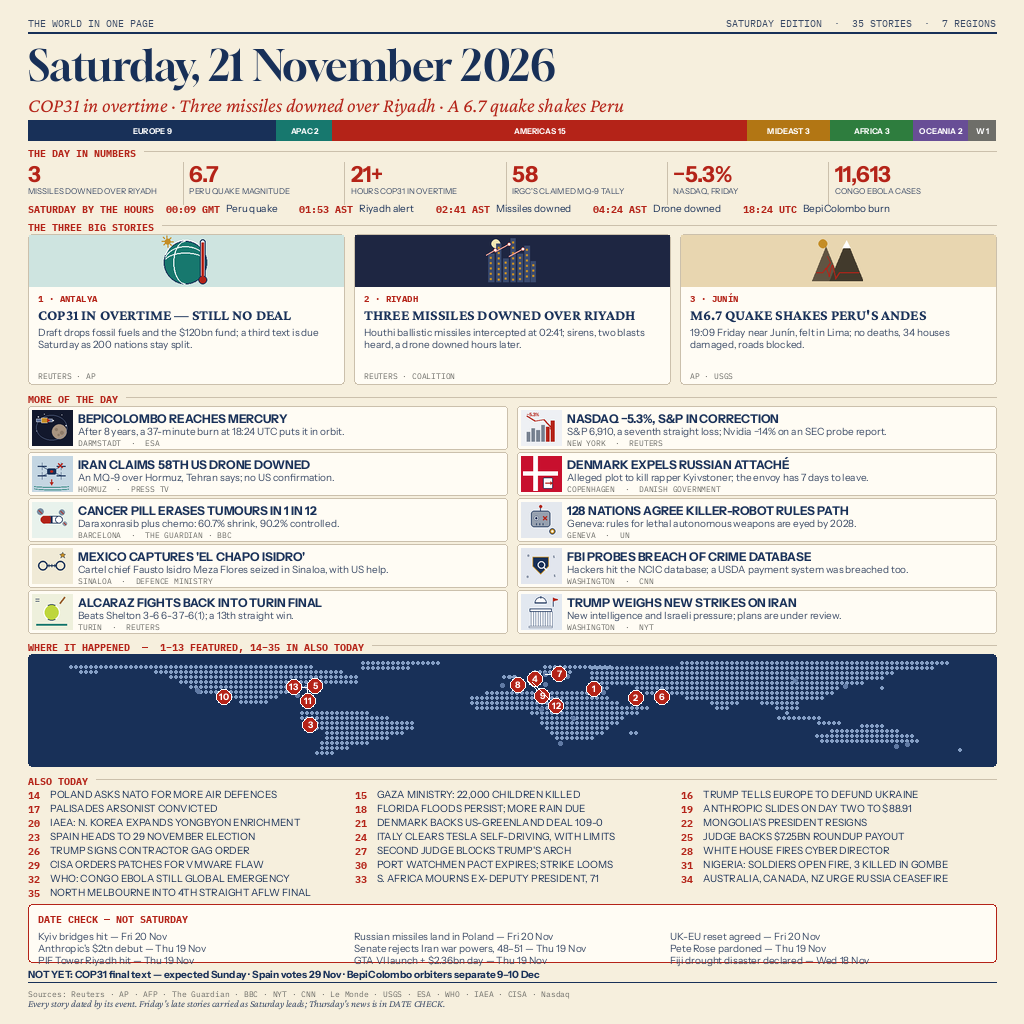 THE WORLD IN ONE PAGE
SATURDAY EDITION · 35 STORIES · 7 REGIONS
Saturday, 21 November 2026
COP31 in overtime · Three missiles downed over Riyadh · A 6.7 quake shakes Peru
EUROPE 9 APAC 2 AMERICAS 15 MIDEAST 3 AFRICA 3 OCEANIA 2 W 1
THE DAY IN NUMBERS
3 6.7 21+ 58 −5.3% 11,613
MISSILES DOWNED OVER RIYADH PERU QUAKE MAGNITUDE HOURS COP31 IN OVERTIME IRGC'S CLAIMED MQ-9 TALLY NASDAQ, FRIDAY CONGO EBOLA CASES
SATURDAY BY THE HOURS 00:09 GMT Peru quake 01:53 AST Riyadh alert 02:41 AST Missiles downed 04:24 AST Drone downed 18:24 UTC BepiColombo burn
THE THREE BIG STORIES
1 · ANTALYA
COP31 IN OVERTIME — STILL NO DEAL
Draft drops fossil fuels and the $120bn fund; a third text is due
Saturday as 200 nations stay split.
REUTERS · AP
2 · RIYADH
THREE MISSILES DOWNED OVER RIYADH
Houthi ballistic missiles intercepted at 02:41; sirens, two blasts
heard, a drone downed hours later.
REUTERS · COALITION
3 · JUNÍN
M6.7 QUAKE SHAKES PERU'S ANDES
19:09 Friday near Junín, felt in Lima; no deaths, 34 houses
damaged, roads blocked.
AP · USGS
MORE OF THE DAY
BEPICOLOMBO REACHES MERCURY
After 8 years, a 37-minute burn at 18:24 UTC puts it in orbit.
DARMSTADT · ESA
−5.3%
NASDAQ −5.3%, S&P IN CORRECTION
S&P 6,910, a seventh straight loss; Nvidia −14% on an SEC probe report.
NEW YORK · REUTERS
IRAN CLAIMS 58TH US DRONE DOWNED
An MQ-9 over Hormuz, Tehran says; no US confirmation.
HORMUZ · PRESS TV
DENMARK EXPELS RUSSIAN ATTACHÉ
Alleged plot to kill rapper Kyivstoner; the envoy has 7 days to leave.
COPENHAGEN · DANISH GOVERNMENT
CANCER PILL ERASES TUMOURS IN 1 IN 12
Daraxonrasib plus chemo: 60.7% shrink, 90.2% controlled.
BARCELONA · THE GUARDIAN · BBC
128 NATIONS AGREE KILLER-ROBOT RULES PATH
Geneva: rules for lethal autonomous weapons are eyed by 2028.
GENEVA · UN
MEXICO CAPTURES 'EL CHAPO ISIDRO'
Cartel chief Fausto Isidro Meza Flores seized in Sinaloa, with US help.
SINALOA · DEFENCE MINISTRY
FBI PROBES BREACH OF CRIME DATABASE
Hackers hit the NCIC database; a USDA payment system was breached too.
WASHINGTON · CNN
ALCARAZ FIGHTS BACK INTO TURIN FINAL
Beats Shelton 3-6 6-3 7-6(1); a 13th straight win.
TURIN · REUTERS
TRUMP WEIGHS NEW STRIKES ON IRAN
New intelligence and Israeli pressure; plans are under review.
WASHINGTON · NYT
WHERE IT HAPPENED — 1–13 FEATURED, 14–35 IN ALSO TODAY
10 13 5 11 3 8 4 7 9 12 1 2 6
ALSO TODAY
14 POLAND ASKS NATO FOR MORE AIR DEFENCES
15 GAZA MINISTRY: 22,000 CHILDREN KILLED
16 TRUMP TELLS EUROPE TO DEFEND UKRAINE
17 PALISADES ARSONIST CONVICTED
18 FLORIDA FLOODS PERSIST; MORE RAIN DUE
19 ANTHROPIC SLIDES ON DAY TWO TO $88.91
20 IAEA: N. KOREA EXPANDS YONGBYON ENRICHMENT
21 DENMARK BACKS US-GREENLAND DEAL 109-0
22 MONGOLIA'S PRESIDENT RESIGNS
23 SPAIN HEADS TO 29 NOVEMBER ELECTION
24 ITALY CLEARS TESLA SELF-DRIVING, WITH LIMITS
25 JUDGE BACKS $7.25BN ROUNDUP PAYOUT
26 TRUMP SIGNS CONTRACTOR GAG ORDER
27 SECOND JUDGE BLOCKS TRUMP'S ARCH
28 WHITE HOUSE FIRES CYBER DIRECTOR
29 CISA ORDERS PATCHES FOR VMWARE FLAW
30 PORT WATCHMEN PACT EXPIRES; STRIKE LOOMS
31 NIGERIA: SOLDIERS OPEN FIRE, 3 KILLED IN GOMBE
32 WHO: CONGO EBOLA STILL GLOBAL EMERGENCY
33 S. AFRICA MOURNS EX-DEPUTY PRESIDENT, 71
34 AUSTRALIA, CANADA, NZ URGE RUSSIA CEASEFIRE
35 NORTH MELBOURNE INTO 4TH STRAIGHT AFLW FINAL
DATE CHECK — NOT SATURDAY
Kyiv bridges hit — Fri 20 Nov
Russian missiles land in Poland — Fri 20 Nov
UK-EU reset agreed — Fri 20 Nov
Anthropic's $2tn debut — Thu 19 Nov
Senate rejects Iran war powers, 48–51 — Thu 19 Nov
Pete Rose pardoned — Thu 19 Nov
PIF Tower Riyadh hit — Thu 19 Nov
GTA VI launch + $2.36bn day — Thu 19 Nov
Fiji drought disaster declared — Wed 18 Nov
NOT YET: COP31 final text — expected Sunday · Spain votes 29 Nov · BepiColombo orbiters separate 9–10 Dec
Sources: Reuters · AP · AFP · The Guardian · BBC · NYT · CNN · Le Monde · USGS · ESA · WHO · IAEA · CISA · Nasdaq
Every story dated by its event. Friday's late stories carried as Saturday leads; Thursday's news is in DATE CHECK.